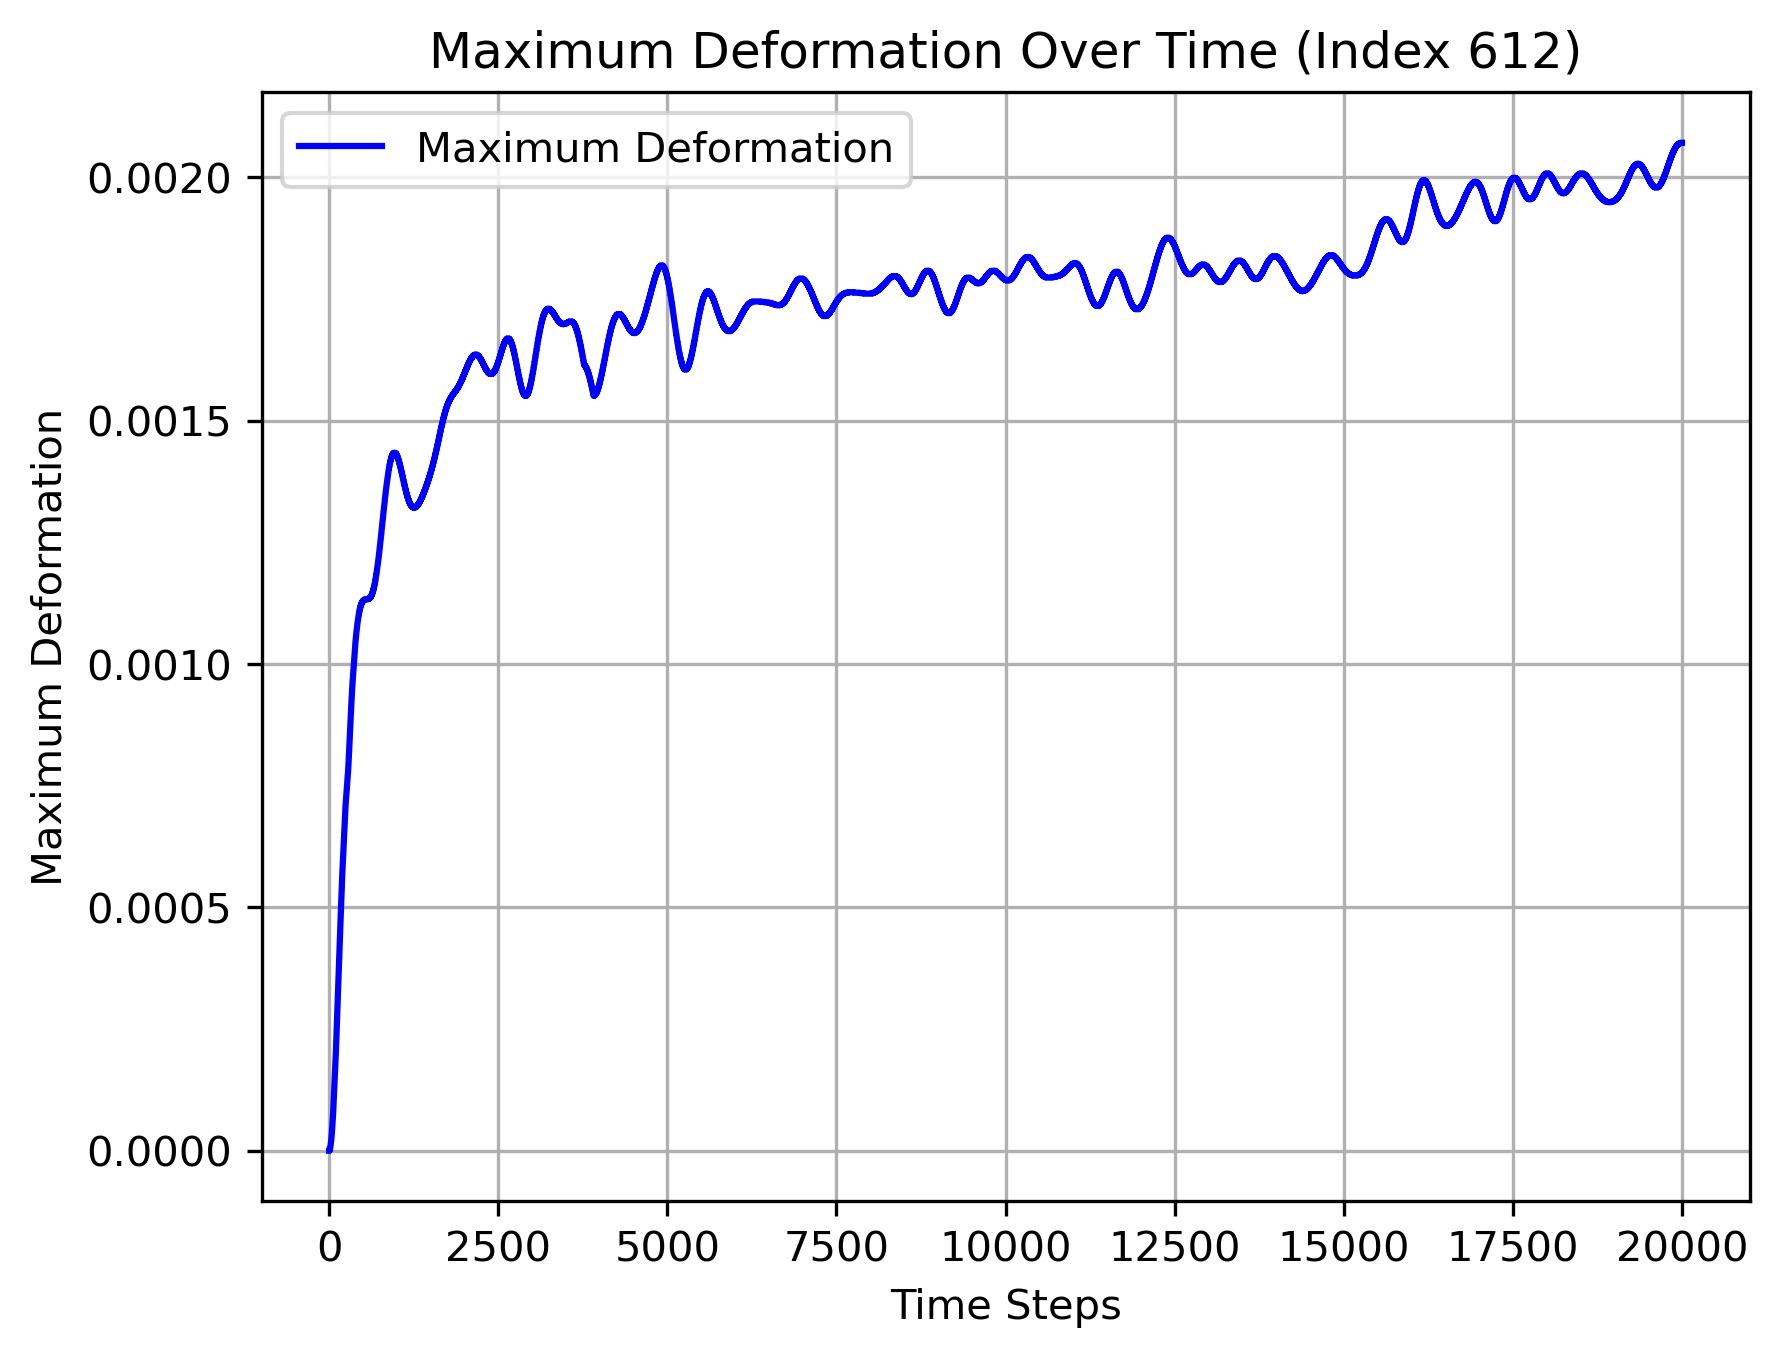 Maximum Deformation Over Time (Index 612)
Maximum Deformation
0.0020
0.0015
0.0010
0.0005
0.0000
Maximum Deformation
0 2500 5000 7500 10000 12500 15000 17500 20000
Time Steps